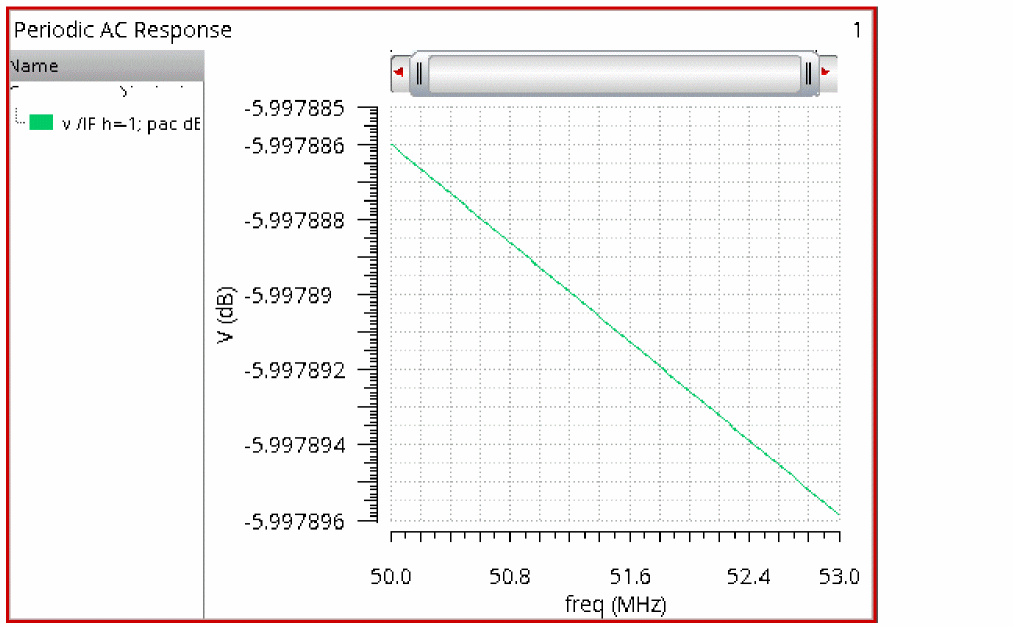 Periodic AC Response 1
Name
v /IF h=-1; pac dB
-5.997885
-5.997886
-5.997888
-5.99789
-5.997892
-5.997894
-5.997896
V (dB)
50.0 50.8 51.6 52.4 53.0
freq (MHz)